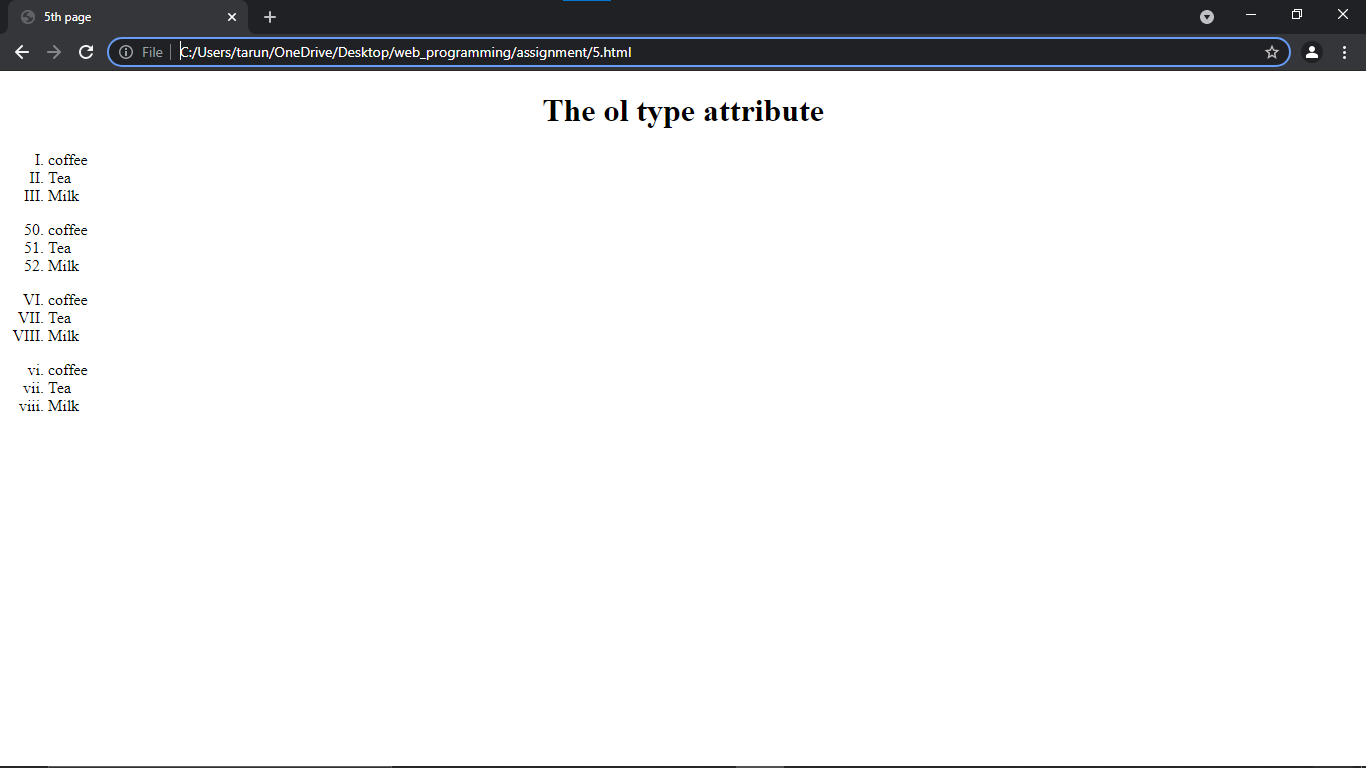 5th page
File C:/Users/tarun/OneDrive/Desktop/web_programming/assignment/5.html
The ol type attribute
I. coffee
II. Tea
III. Milk
50. coffee
51. Tea
52. Milk
VI. coffee
VII. Tea
VIII. Milk
vi. coffee
vii. Tea
viii. Milk